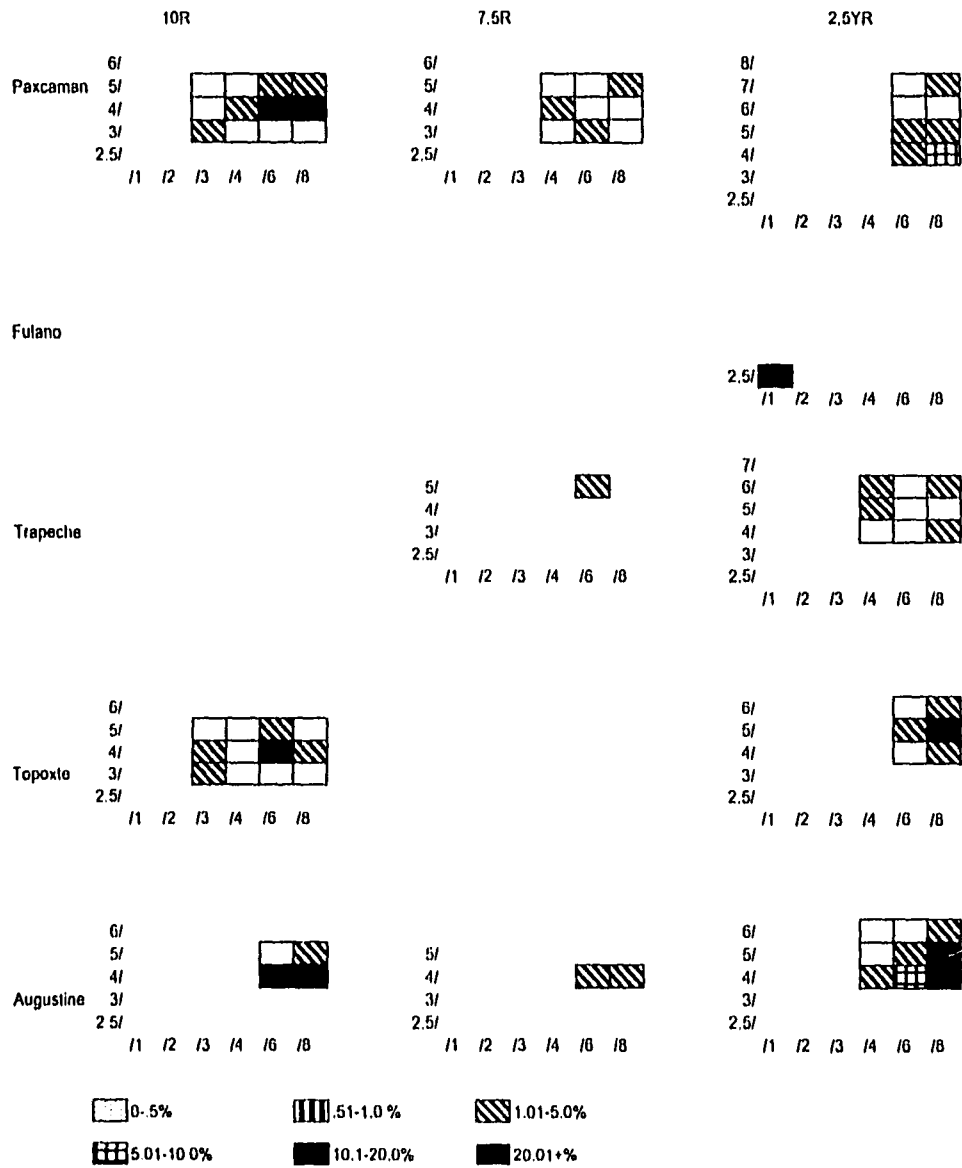 10R 7.5R 2.5YR
Paxcaman
6/
5/
4/
3/
2.5/
/1 /2 /3 /4 /6 /8
6/
5/
4/
3/
2.5/
/1 /2 /3 /4 /6 /8
8/
7/
6/
5/
4/
3/
2.5/
/1 /2 /3 /4 /6 /8
Fulano
2.5/
/1 /2 /3 /4 /6 /8
Trapeche
5/
4/
3/
2.5/
/1 /2 /3 /4 /6 /8
7/
6/
5/
4/
3/
2.5/
/1 /2 /3 /4 /6 /8
Topoxte
6/
5/
4/
3/
2.5/
/1 /2 /3 /4 /6 /8
6/
5/
4/
3/
2.5/
/1 /2 /3 /4 /6 /8
Augustine
6/
5/
4/
3/
2.5/
/1 /2 /3 /4 /6 /8
5/
4/
3/
2.5/
/1 /2 /3 /4 /6 /8
6/
5/
4/
3/
2.5/
/1 /2 /3 /4 /6 /8
0-.5% .51-1.0 % 1.01-5.0%
5.01-10.0% 10.1-20.0% 20.01+%